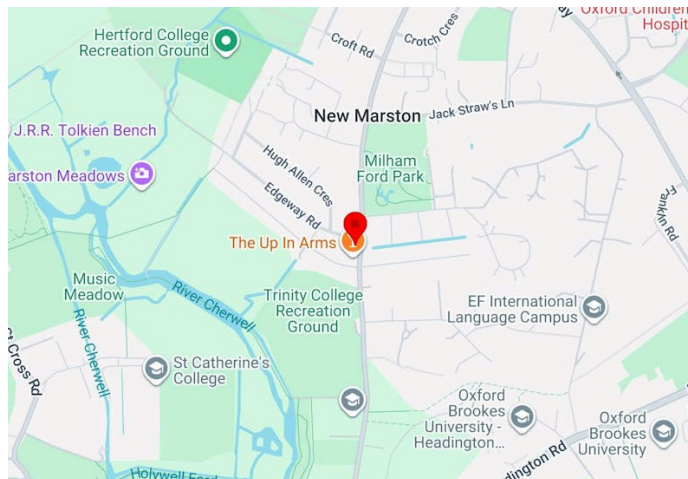 Oxford Children
Hospit
Hertford College
Recreation Ground
Croft Rd
Crotch Cres
New Marston
Jack Straw's Ln
J.R.R. Tolkien Bench
arston Meadows
Hugh Allen Cres
Milham
Ford Park
Edgeway Rd
Franklin Rd
The Up In Arms
Music
Meadow
River Cherwell
Trinity College
Recreation
Ground
EF International
Language Campus
River Cherwell
St Cross Rd
St Catherine's
College
Oxford
Brookes
University -
Headington...
Oxford
Brookes
University
dington Rd
Holywell Ford